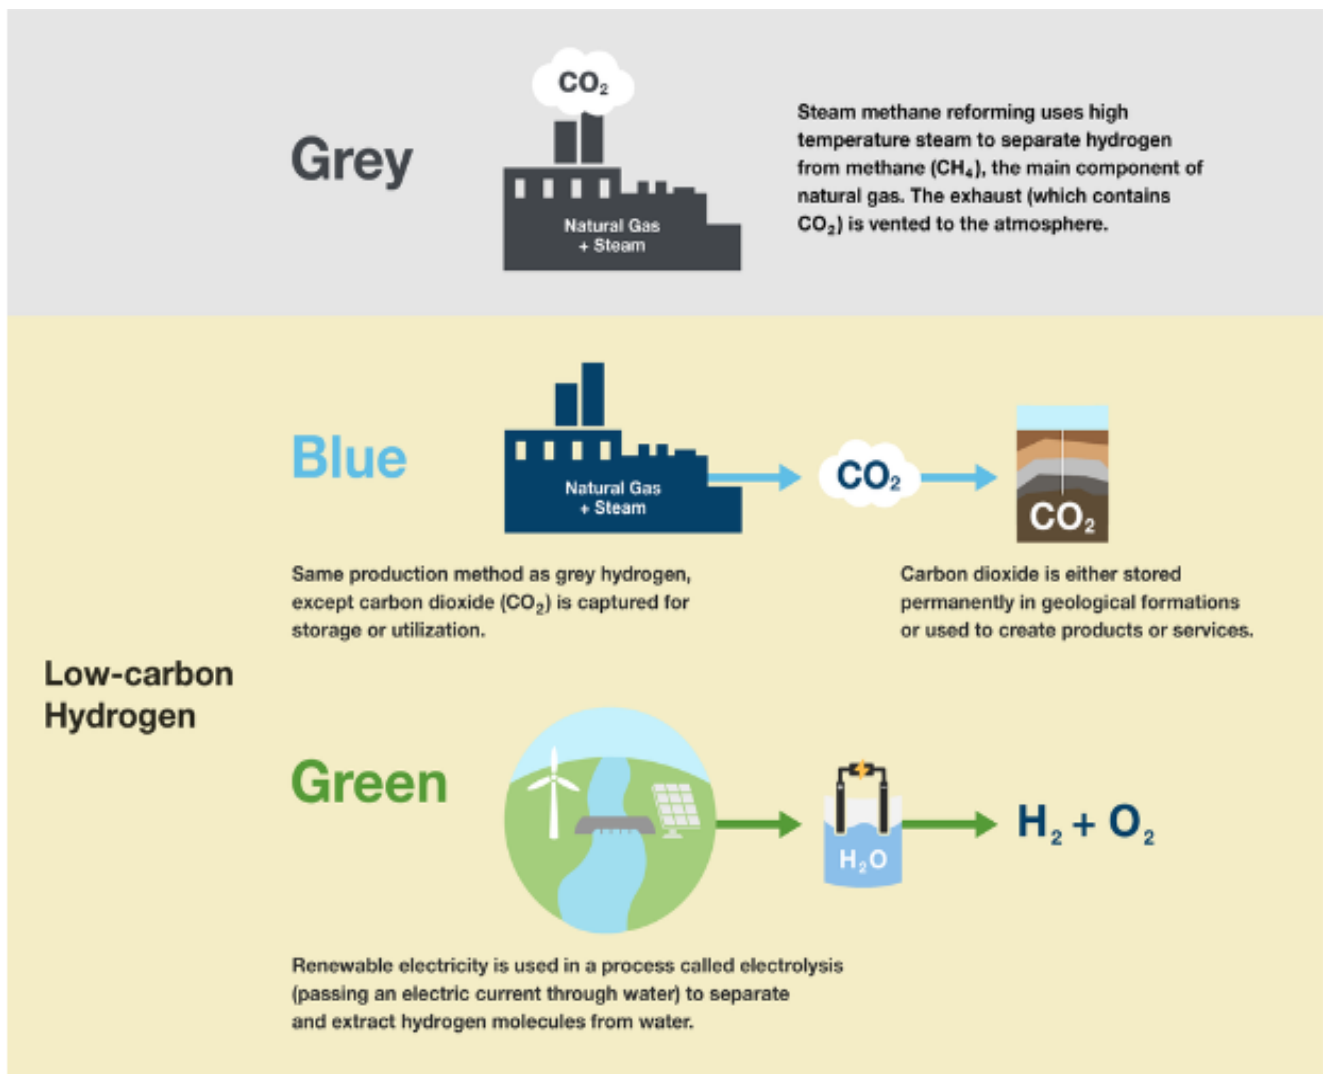 CO₂
Grey
Natural Gas
+ Steam
Steam methane reforming uses high
temperature steam to separate hydrogen
from methane (CH₄), the main component of
natural gas. The exhaust (which contains
CO₂) is vented to the atmosphere.
Low-carbon
Hydrogen
Blue
Natural Gas
+ Steam
CO₂
CO₂
Same production method as grey hydrogen,
except carbon dioxide (CO₂) is captured for
storage or utilization.
Carbon dioxide is either stored
permanently in geological formations
or used to create products or services.
Green
H₂O
H₂ + O₂
Renewable electricity is used in a process called electrolysis
(passing an electric current through water) to separate
and extract hydrogen molecules from water.